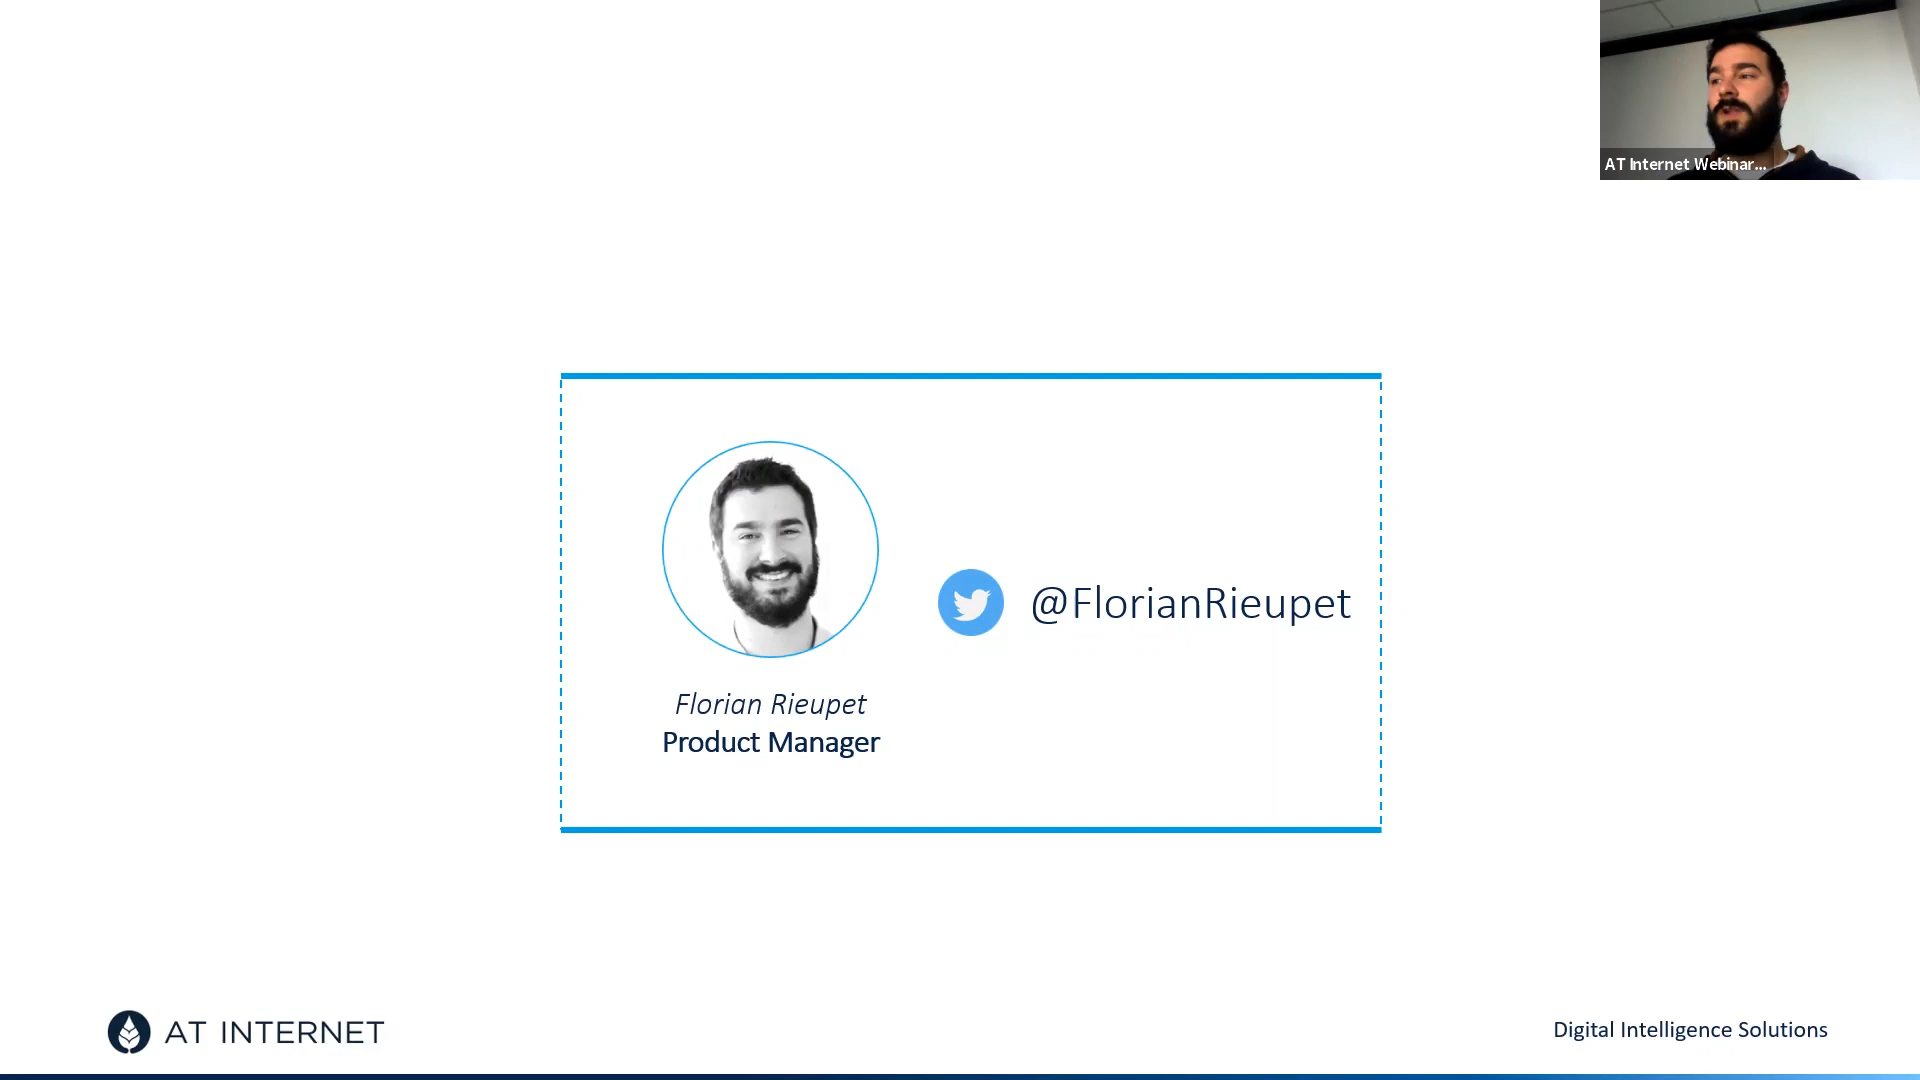 AT Internet Webinar...
@FlorianRieupet
Florian Rieupet
Product Manager
AT INTERNET
Digital Intelligence Solutions